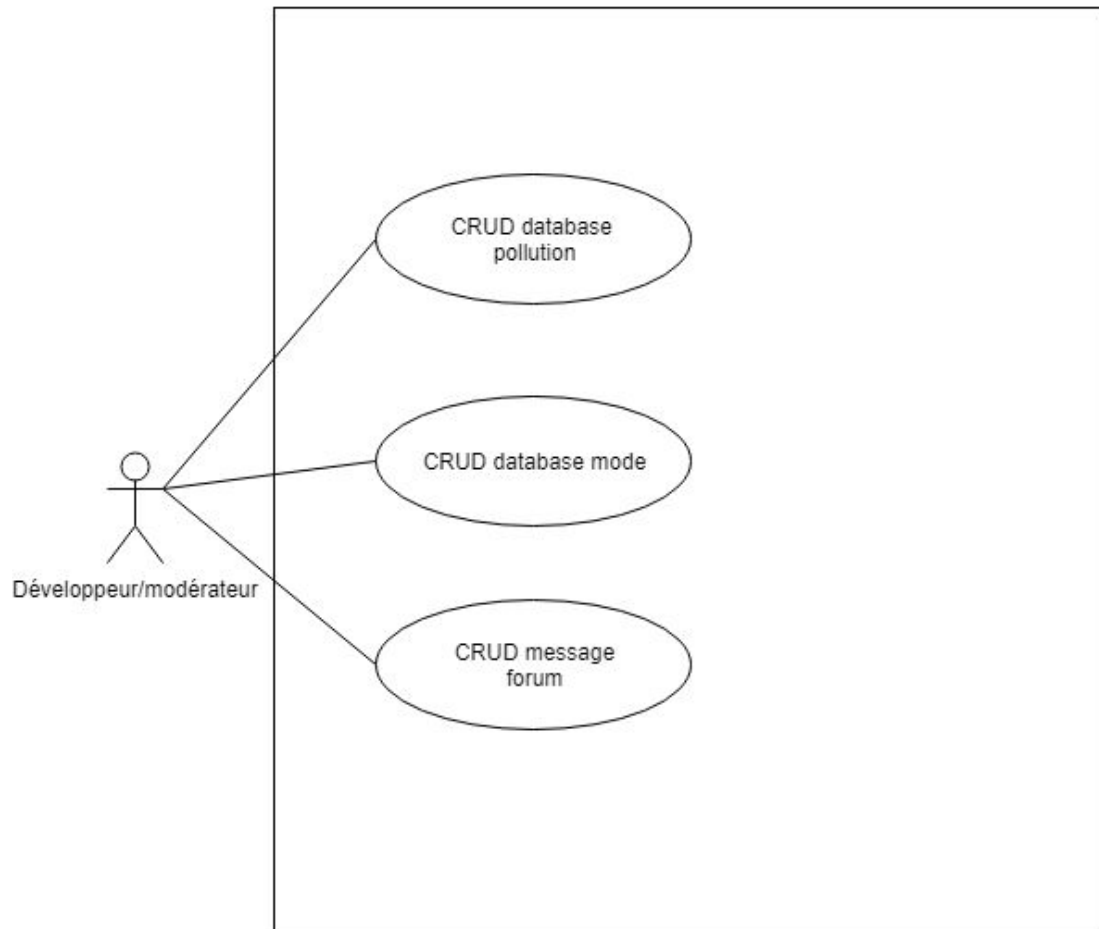 CRUD database
pollution
CRUD database mode
Développeur/modérateur
CRUD message
forum